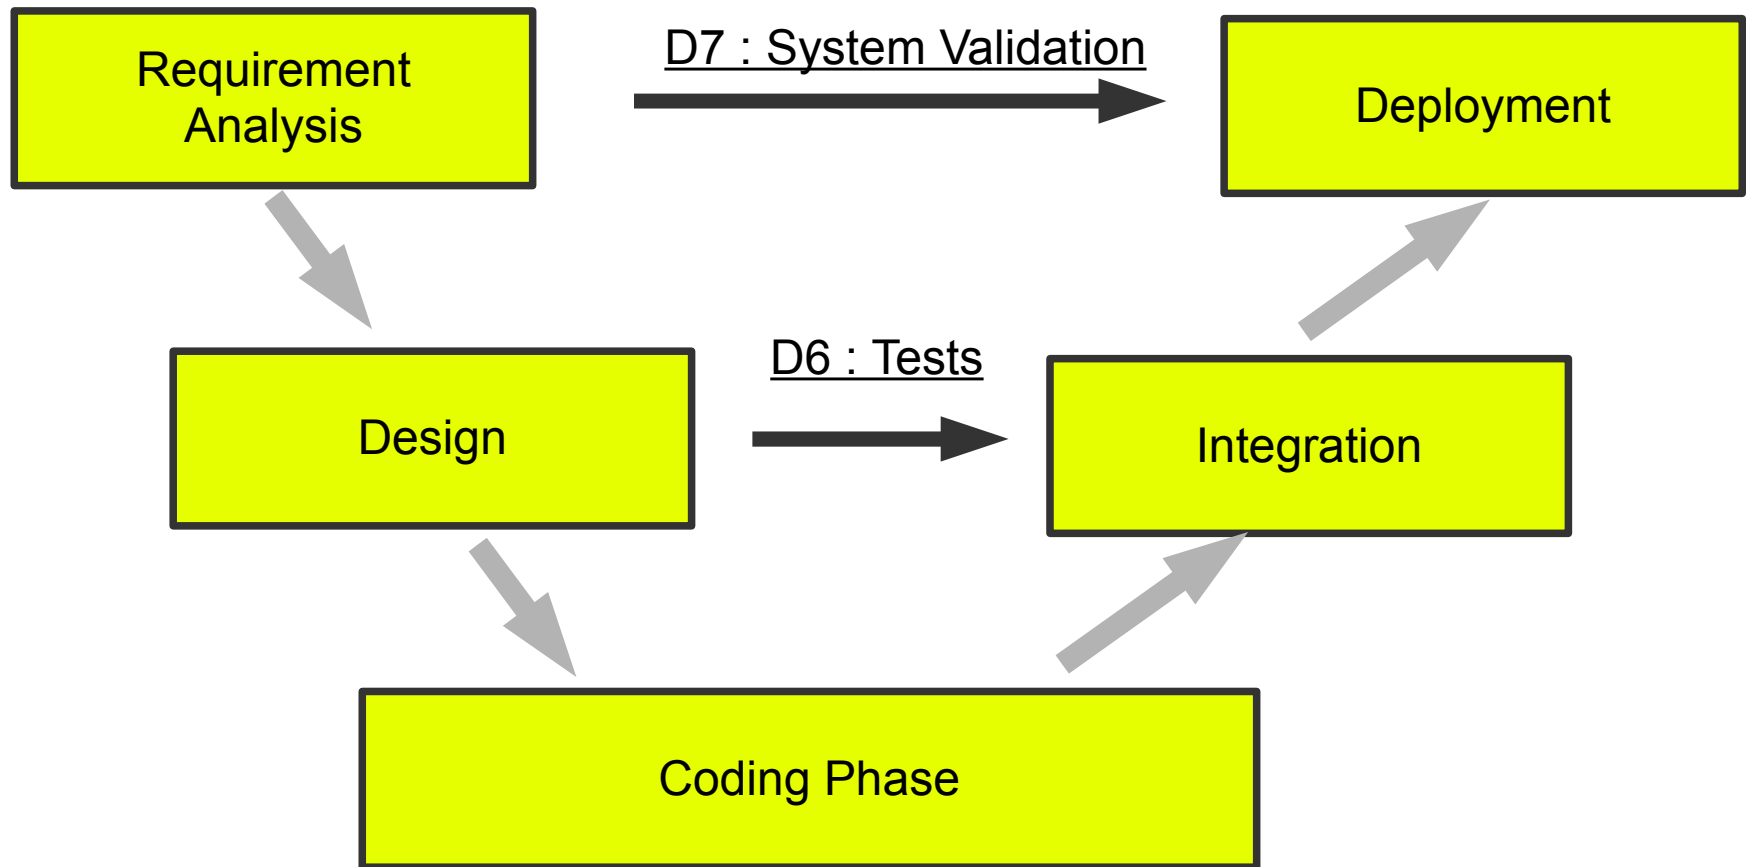 Requirement
Analysis
D7 : System Validation
Deployment
Design
D6 : Tests
Integration
Coding Phase